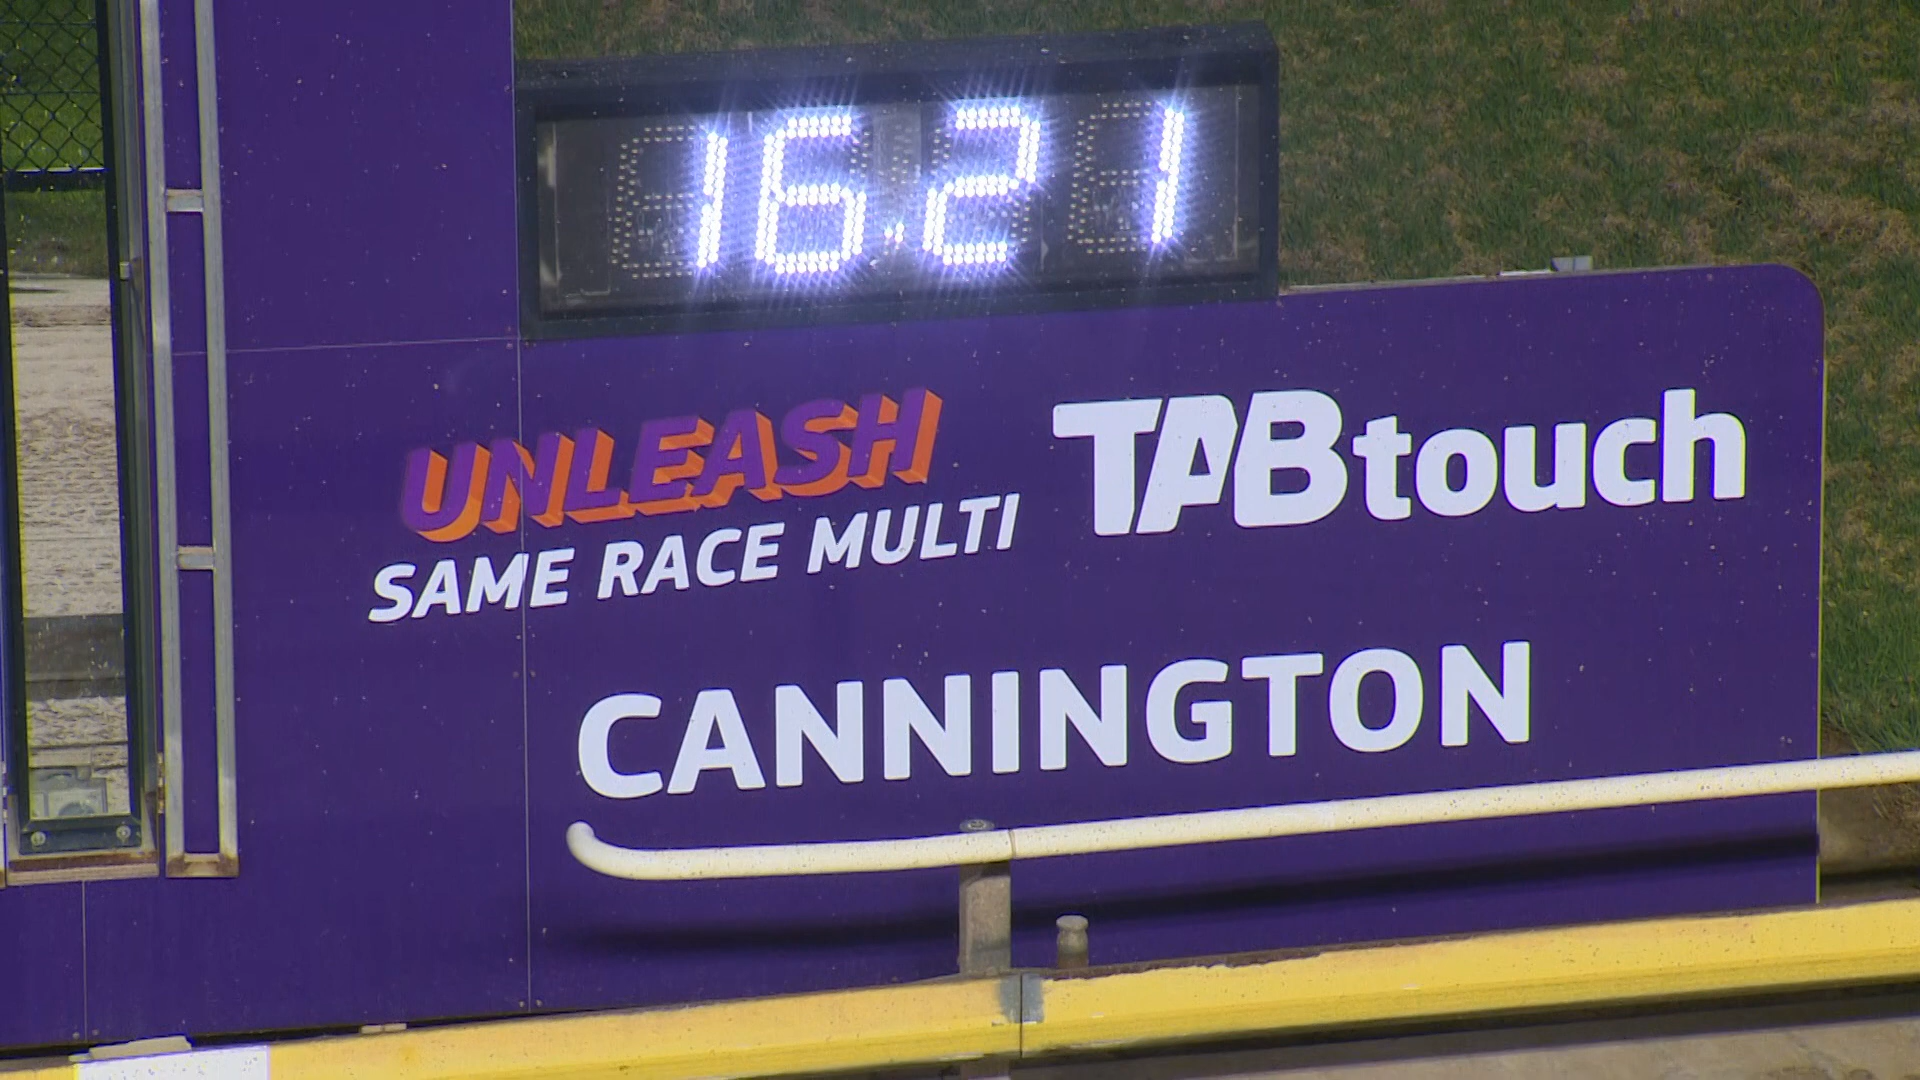 16.21
UNLEASH
SAME RACE MULTI
TABtouch
CANNINGTON